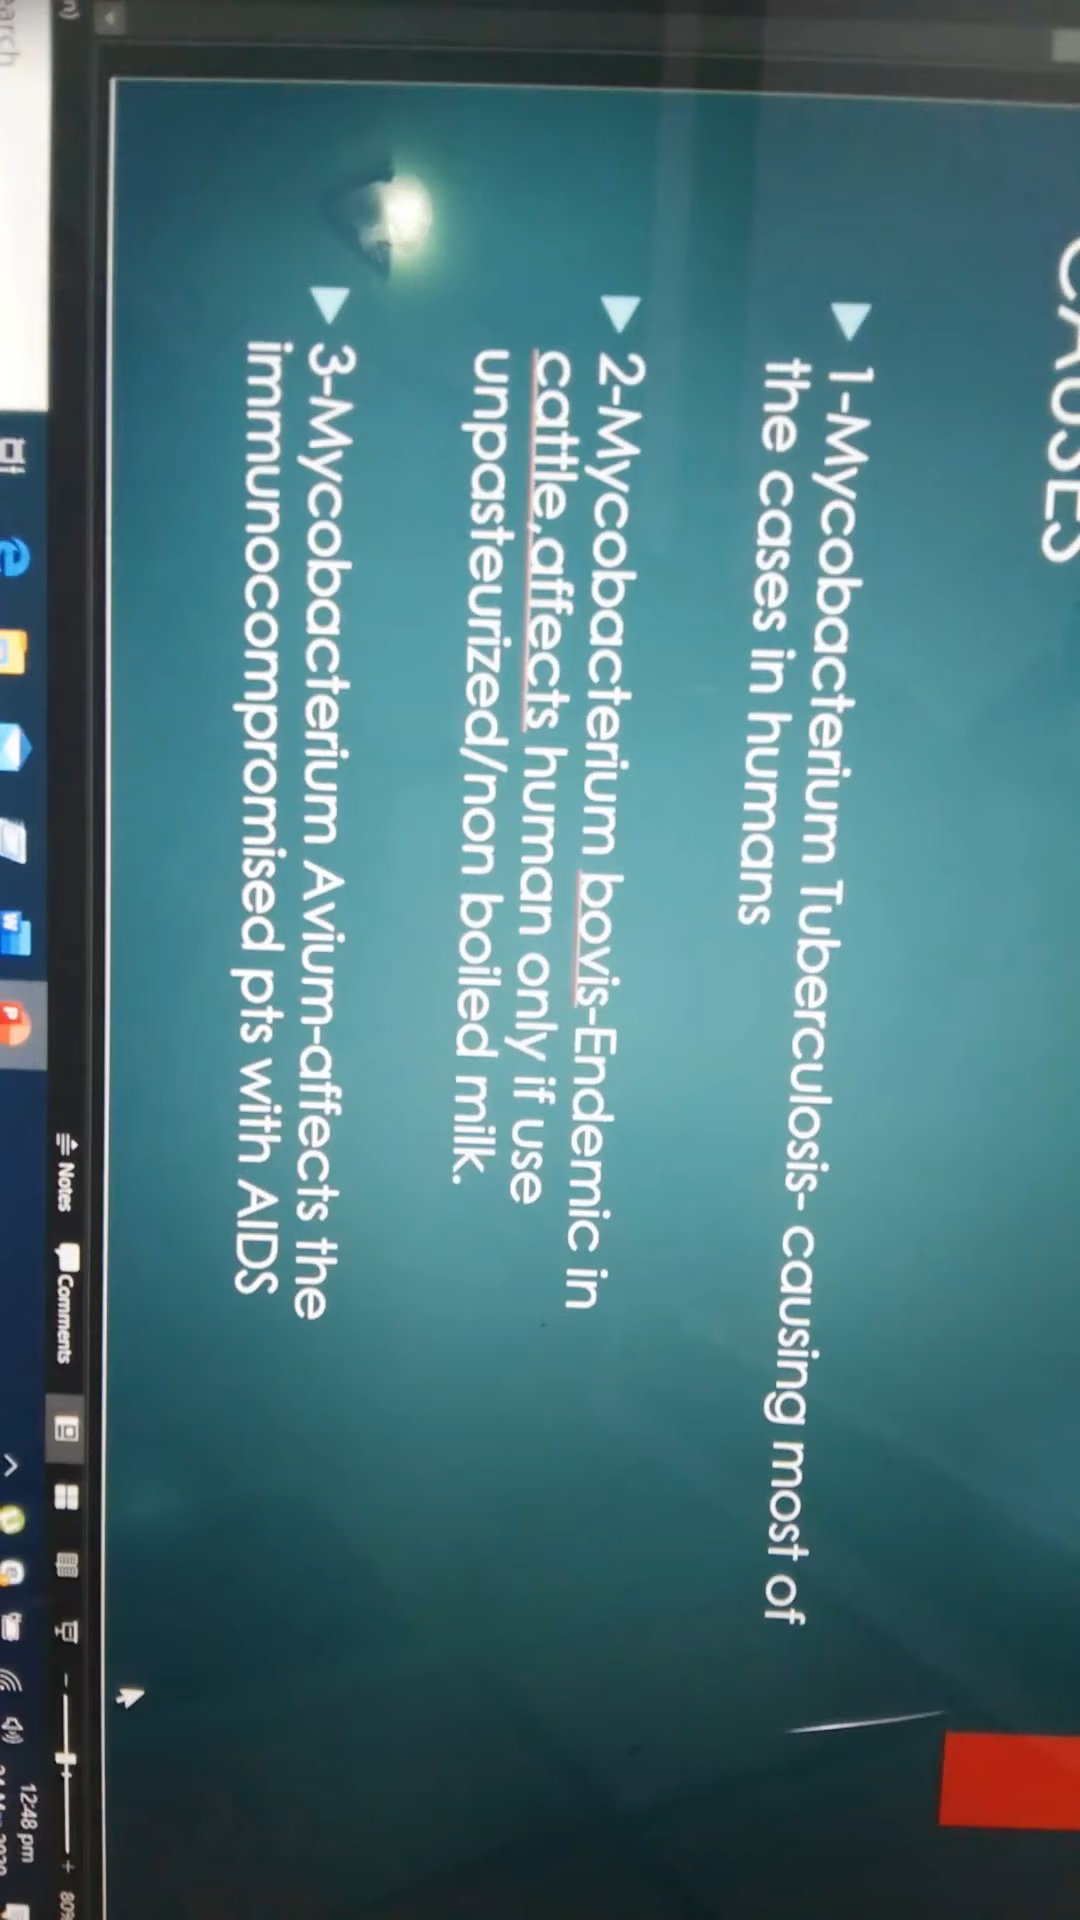 CAUSES
1-Mycobacterium Tuberculosis- causing most of
the cases in humans
2-Mycobacterium bovis-Endemic in
cattle,affects human only if use
unpasteurized/non boiled milk.
3-Mycobacterium Avium-affects the
immunocompromised pts with AIDS
Notes Comments 80%
12:48 pm